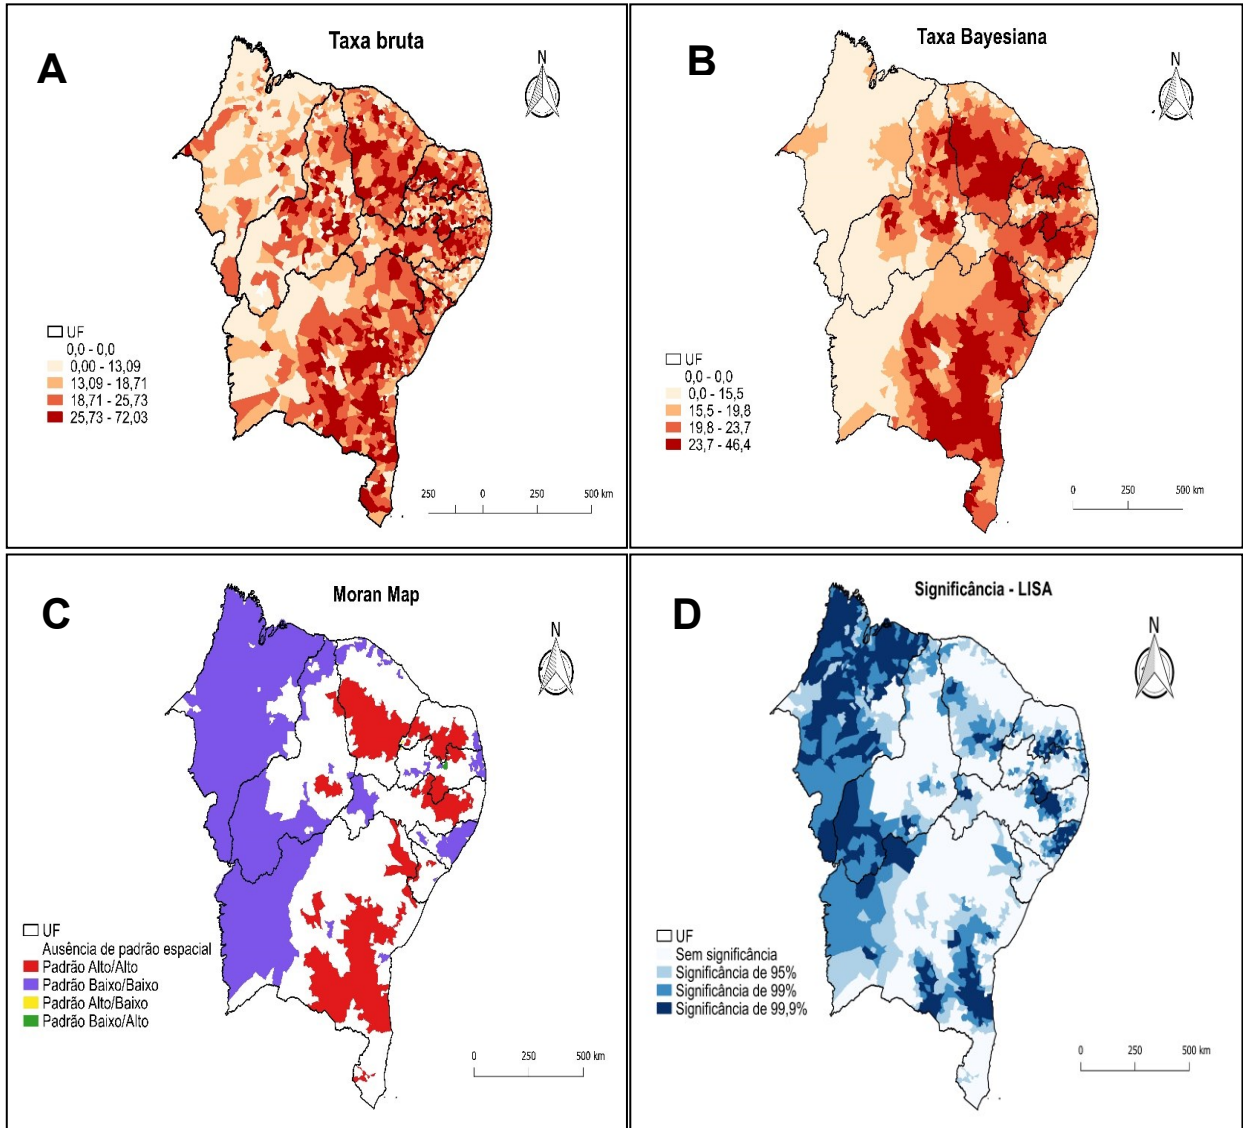 A
Taxa bruta
N
UF
0,0 - 0,0
0,00 - 13,09
13,09 - 18,71
18,71 - 25,73
25,73 - 72,03
250 0 250 500 km
B
Taxa Bayesiana
N
UF
0,0 - 0,0
0,0 - 15,5
15,5 - 19,8
19,8 - 23,7
23,7 - 46,4
0 250 500 km
C
Moran Map
N
UF
Ausência de padrão espacial
Padrão Alto/Alto
Padrão Baixo/Baixo
Padrão Alto/Baixo
Padrão Baixo/Alto
0 250 500 km
D
Significância - LISA
N
UF
Sem significância
Significância de 95%
Significância de 99%
Significância de 99,9%
0 250 500 km